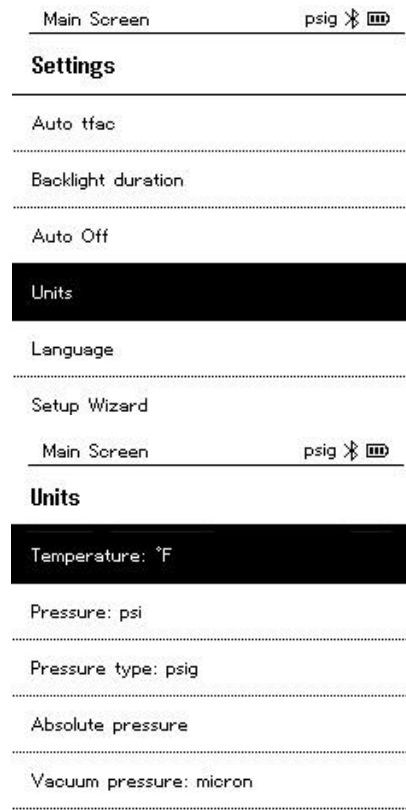 Main Screen psig
Settings
Auto tfac
Backlight duration
Auto Off
Units
Language
Setup Wizard
Main Screen psig
Units
Temperature: °F
Pressure: psi
Pressure type: psig
Absolute pressure
Vacuum pressure: micron